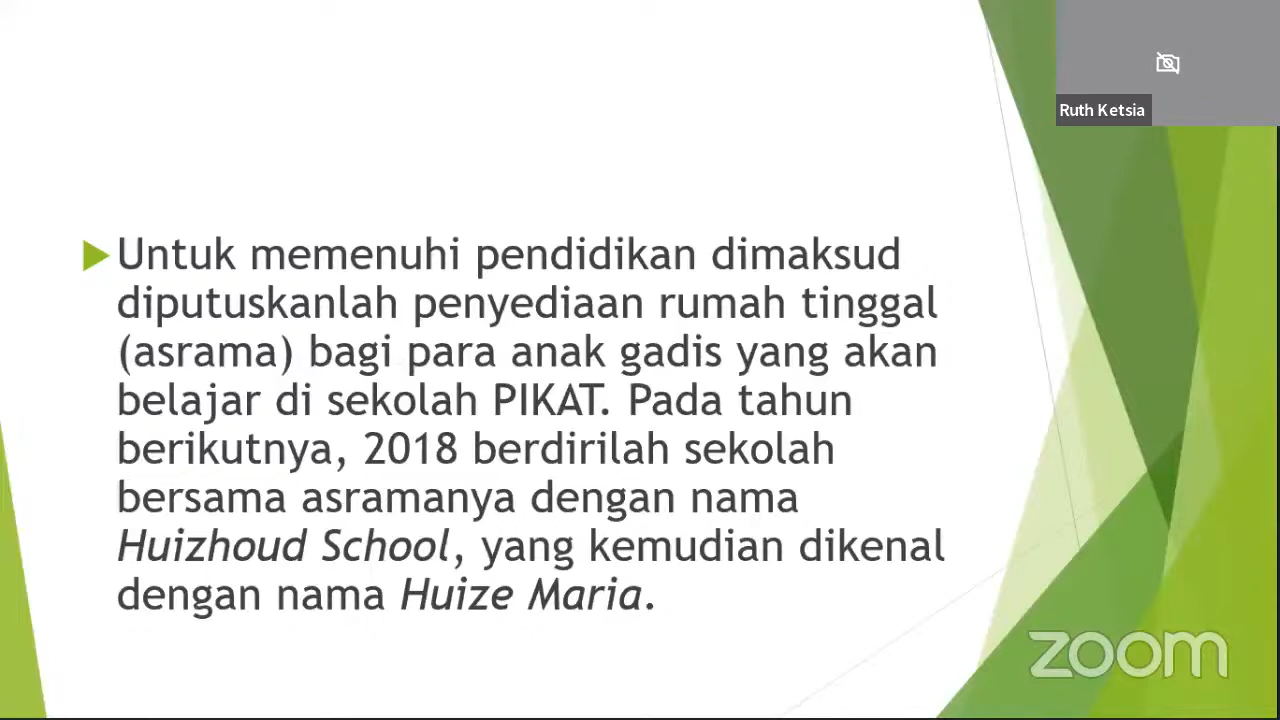 Ruth Ketsia
Untuk memenuhi pendidikan dimaksud
diputuskanlah penyediaan rumah tinggal
(asrama) bagi para anak gadis yang akan
belajar di sekolah PIKAT. Pada tahun
berikutnya, 2018 berdirilah sekolah
bersama asramanya dengan nama
Huizhoud School, yang kemudian dikenal
dengan nama Huize Maria.
zoom